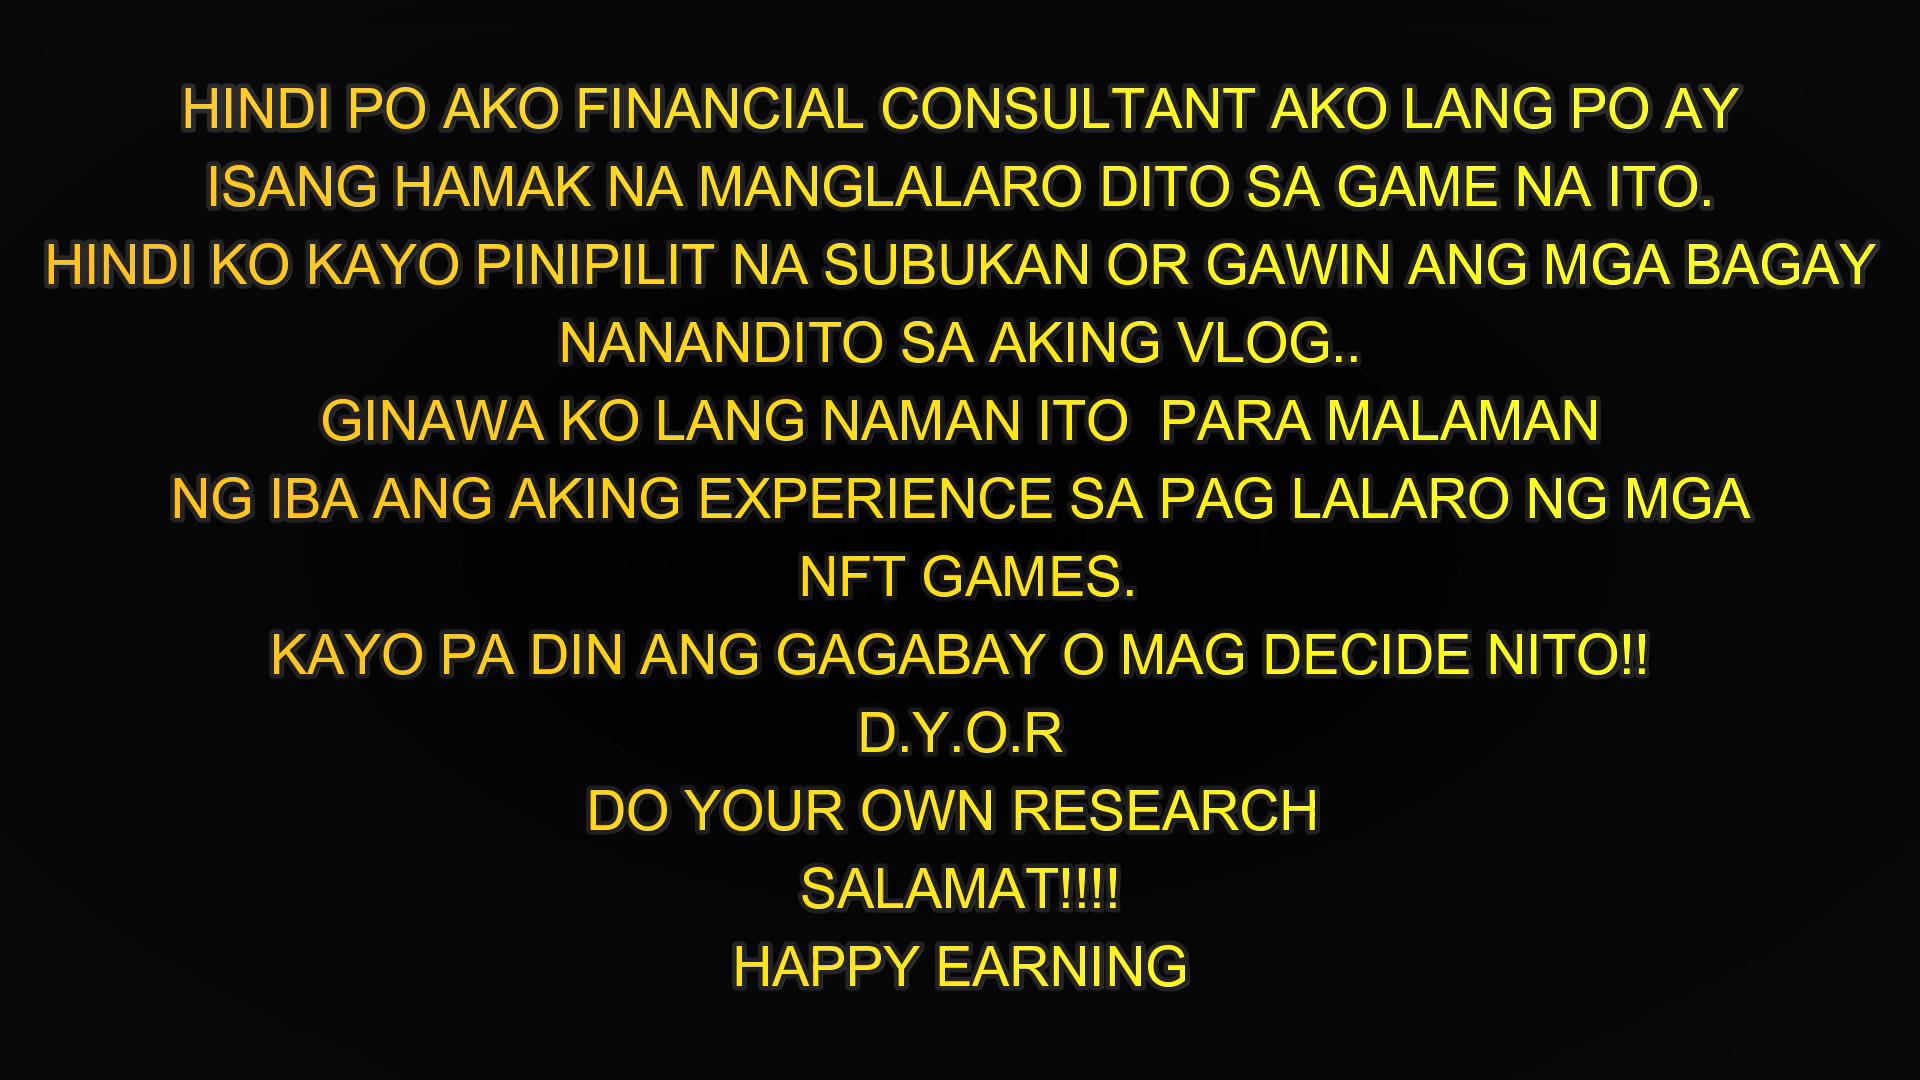 HINDI PO AKO FINANCIAL CONSULTANT AKO LANG PO AY
ISANG HAMAK NA MANGLALARO DITO SA GAME NA ITO.
HINDI KO KAYO PINIPILIT NA SUBUKAN OR GAWIN ANG MGA BAGAY
NANANDITO SA AKING VLOG..
GINAWA KO LANG NAMAN ITO  PARA MALAMAN
NG IBA ANG AKING EXPERIENCE SA PAG LALARO NG MGA
NFT GAMES.
KAYO PA DIN ANG GAGABAY O MAG DECIDE NITO!!
D.Y.O.R
DO YOUR OWN RESEARCH
SALAMAT!!!!
HAPPY EARNING